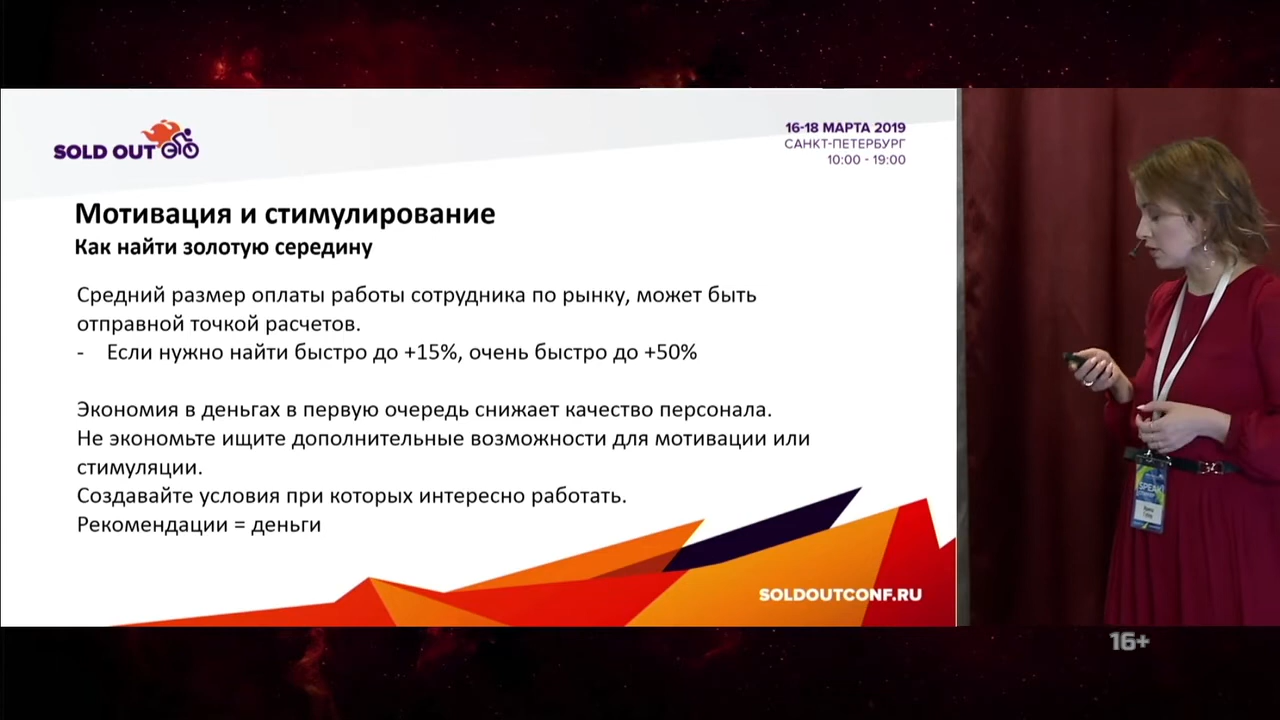 SOLD OUT
16-18 МАРТА 2019
САНКТ-ПЕТЕРБУРГ
10:00 - 19:00
Мотивация и стимулирование
Как найти золотую середину
Средний размер оплаты работы сотрудника по рынку, может быть
отправной точкой расчетов.
- Если нужно найти быстро до +15%, очень быстро до +50%
Экономия в деньгах в первую очередь снижает качество персонала.
Не экономьте ищите дополнительные возможности для мотивации или
стимуляции.
Создавайте условия при которых интересно работать.
Рекомендации = деньги
SOLDOUTCONF.RU
SPEAKER
16+